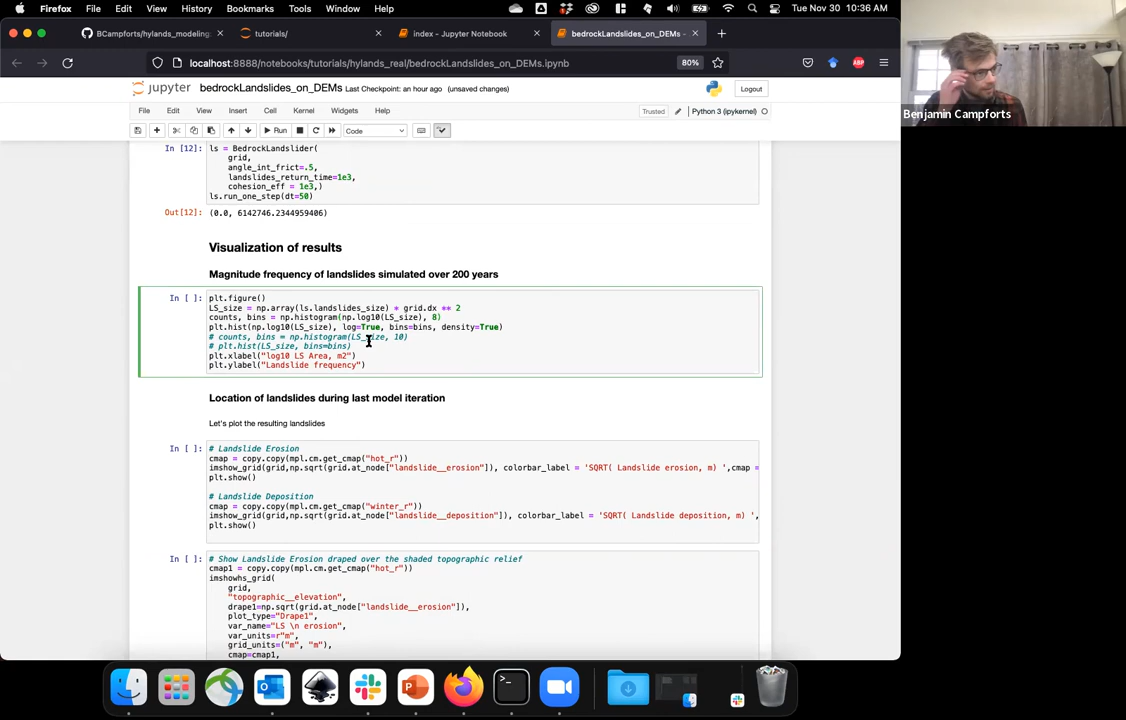 Firefox File Edit View History Bookmarks Tools Window Help Tue Nov 30 10:36 AM
BCampforts/hylands_modeling: tutorials/ index - Jupyter Notebook bedrockLandslides_on_DEMs -
localhost:8888/notebooks/tutorials/hylands_real/bedrockLandslides_on_DEMs.ipynb 80%
ABP
jupyter bedrockLandslides_on_DEMs Last Checkpoint: an hour ago (unsaved changes) Logout
File Edit View Insert Cell Kernel Widgets Help Trusted Python 3 (ipykernel)
Run Code
Benjamin Campforts
In [12]: ls = BedrockLandslider(
grid,
angle_int_frict=.5,
landslides_return_time=1e3,
cohesion_eff = 1e3,)
ls.run_one_step(dt=50)
Out[12]: (0.0, 6142746.2344959406)
Visualization of results
Magnitude frequency of landslides simulated over 200 years
In [ ]: plt.figure()
LS_size = np.array(ls.landslides_size) * grid.dx ** 2
counts, bins = np.histogram(np.log10(LS_size), 8)
plt.hist(np.log10(LS_size), log=True, bins=bins, density=True)
# counts, bins = np.histogram(LS_size, 10)
# plt.hist(LS_size, bins=bins)
plt.xlabel("log10 LS Area, m2")
plt.ylabel("Landslide frequency")
Location of landslides during last model iteration
Let's plot the resulting landslides
In [ ]: # Landslide Erosion
cmap = copy.copy(mpl.cm.get_cmap("hot_r"))
imshow_grid(grid,np.sqrt(grid.at_node["landslide__erosion"]), colorbar_label = 'SQRT( Landslide erosion, m) ',cmap =
plt.show()
# Landslide Deposition
cmap = copy.copy(mpl.cm.get_cmap("winter_r"))
imshow_grid(grid,np.sqrt(grid.at_node["landslide__deposition"]), colorbar_label = 'SQRT( Landslide deposition, m) ',
plt.show()
In [ ]: # Show Landslide Erosion draped over the shaded topographic relief
cmap1 = copy.copy(mpl.cm.get_cmap("hot_r"))
imshowhs_grid(
grid,
"topographic__elevation",
drape1=np.sqrt(grid.at_node["landslide__erosion"]),
plot_type="Drape1",
var_name="LS \n erosion",
var_units=r"m",
grid_units=("m", "m"),
cmap=cmap1,